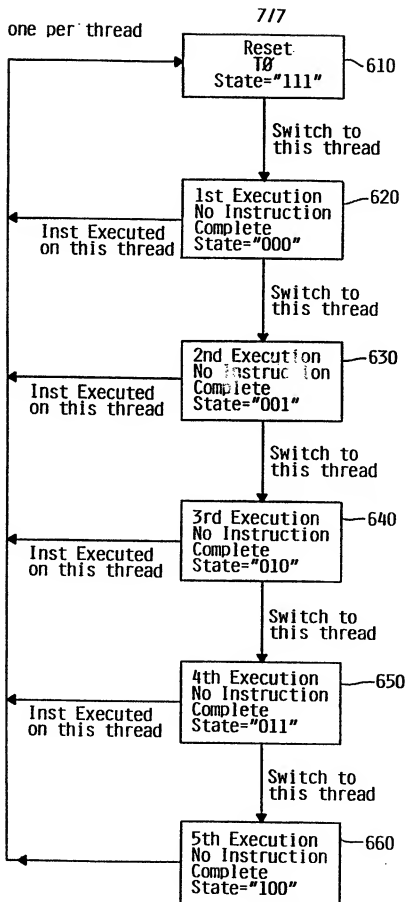 7/7
one per thread
Reset
TØ
State="111"
610
Switch to
this thread
1st Execution
No Instruction
Complete
State="000"
620
Inst Executed
on this thread
Switch to
this thread
2nd Execution
No Instruction
Complete
State="001"
630
Inst Executed
on this thread
Switch to
this thread
3rd Execution
No Instruction
Complete
State="010"
640
Inst Executed
on this thread
Switch to
this thread
4th Execution
No Instruction
Complete
State="011"
650
Inst Executed
on this thread
Switch to
this thread
5th Execution
No Instruction
Complete
State="100"
660